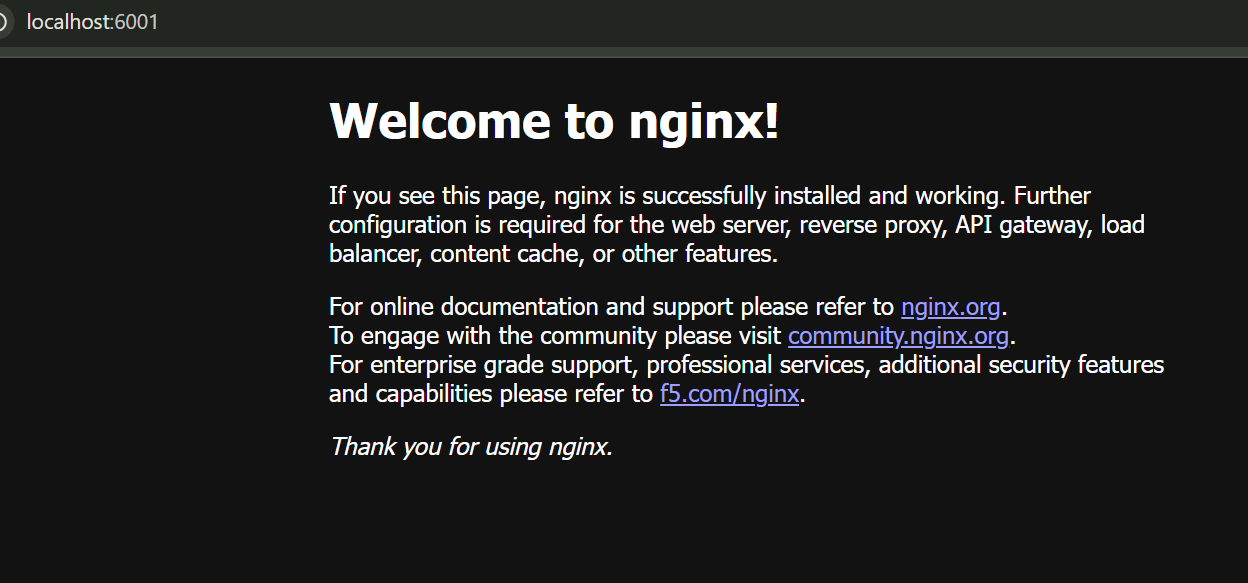 localhost:6001
Welcome to nginx!
If you see this page, nginx is successfully installed and working. Further
configuration is required for the web server, reverse proxy, API gateway, load
balancer, content cache, or other features.
For online documentation and support please refer to nginx.org.
To engage with the community please visit community.nginx.org.
For enterprise grade support, professional services, additional security features
and capabilities please refer to f5.com/nginx.
Thank you for using nginx.